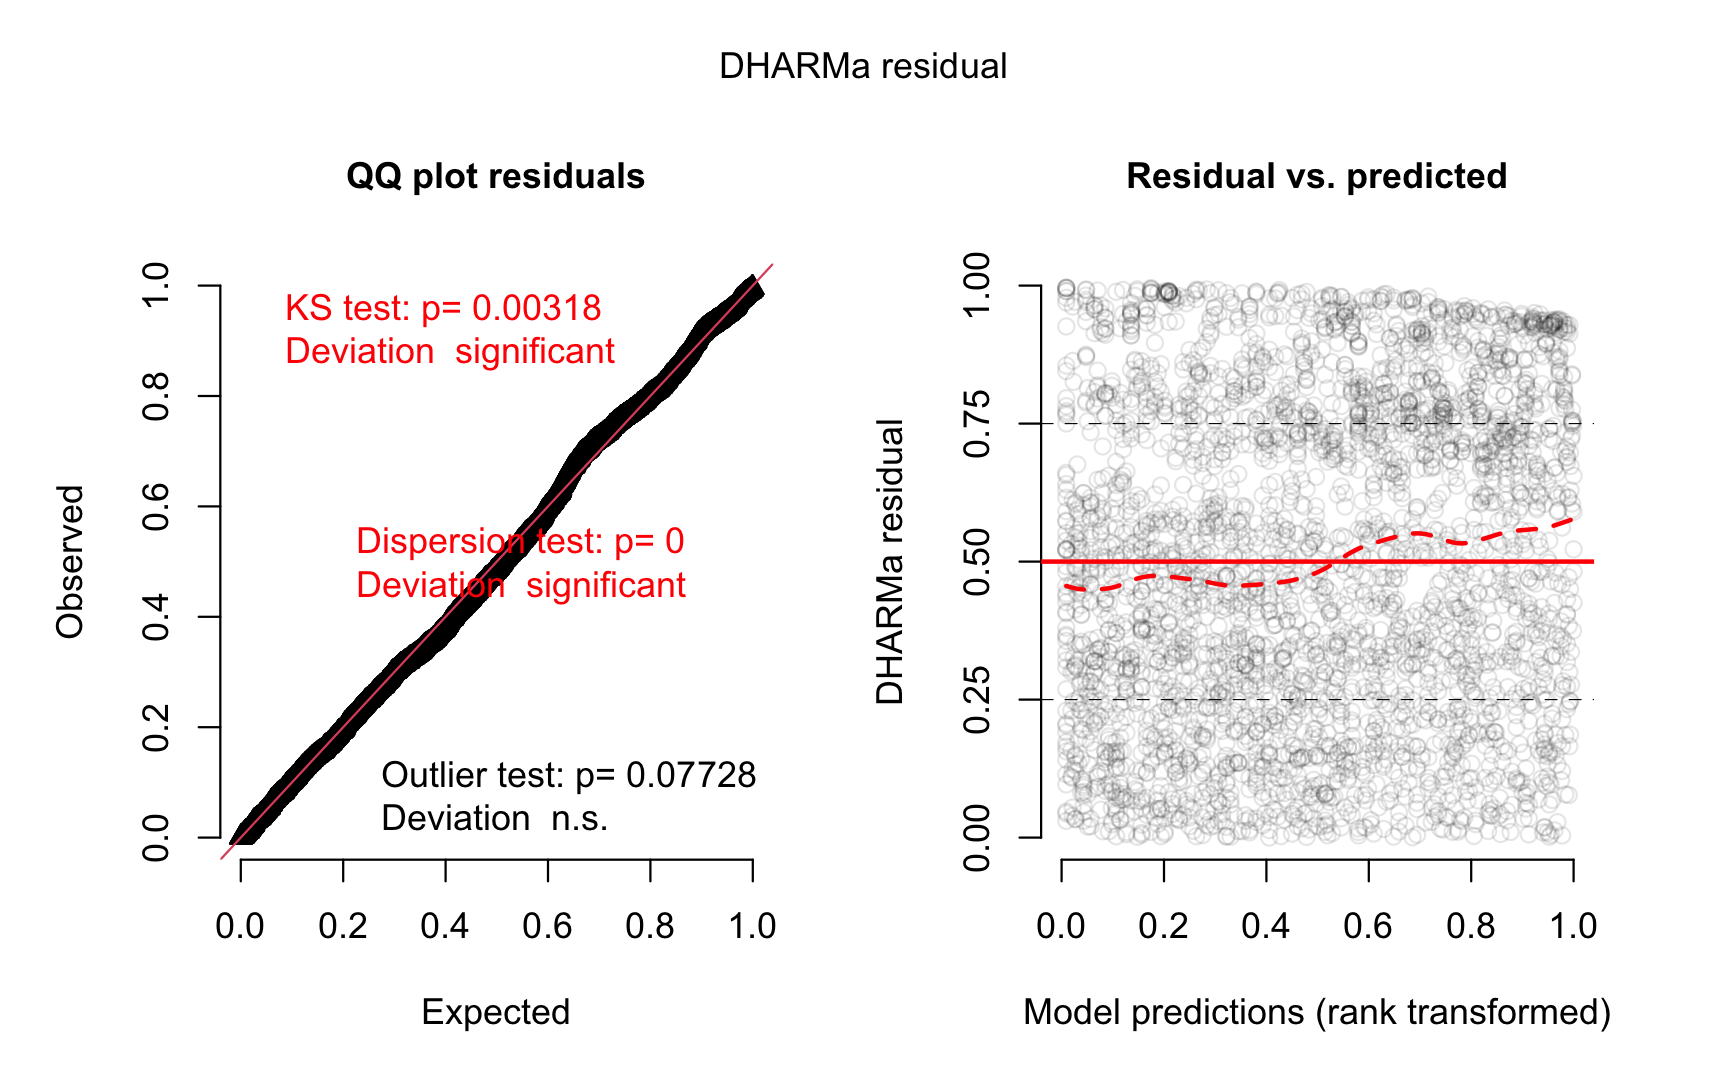 DHARMa residual
QQ plot residuals
KS test: p= 0.00318
Deviation  significant
Dispersion test: p= 0
Deviation  significant
Outlier test: p= 0.07728
Deviation  n.s.
Observed
0.0 0.2 0.4 0.6 0.8 1.0
0.0 0.2 0.4 0.6 0.8 1.0
Expected
Residual vs. predicted
DHARMa residual
0.00 0.25 0.50 0.75 1.00
0.0 0.2 0.4 0.6 0.8 1.0
Model predictions (rank transformed)